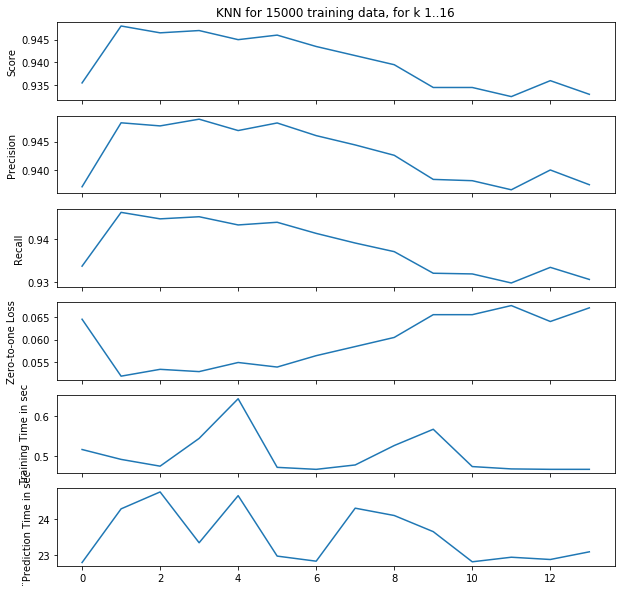 KNN for 15000 training data, for k 1..16
0.945
0.940
0.935
Score
0.945
0.940
Precision
0.94
0.93
Recall
0.065
0.060
0.055
Zero-to-one Loss
0.6
0.5
Training Time in sec
24
23
¨Prediction Time in sec
0 2 4 6 8 10 12